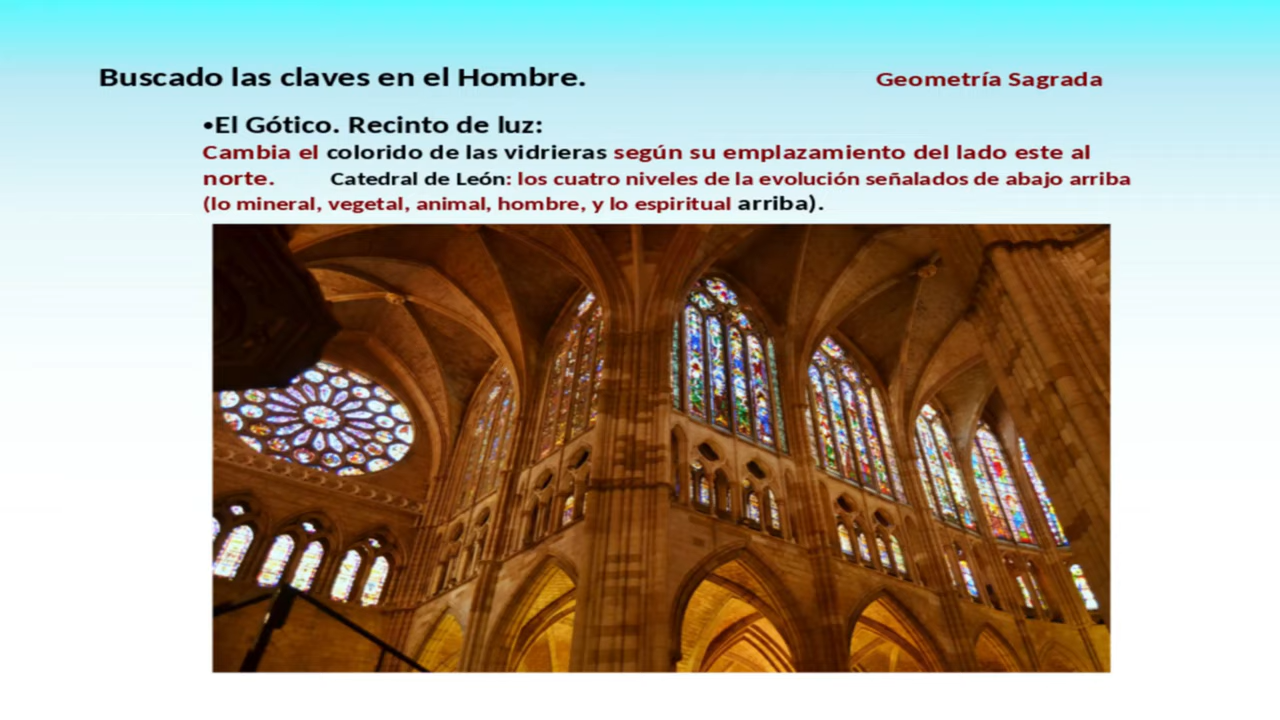 Buscado las claves en el Hombre. Geometría Sagrada
•El Gótico. Recinto de luz:
Cambia el colorido de las vidrieras según su emplazamiento del lado este al
norte. Catedral de León: los cuatro niveles de la evolución señalados de abajo arriba
(lo mineral, vegetal, animal, hombre, y lo espiritual arriba).